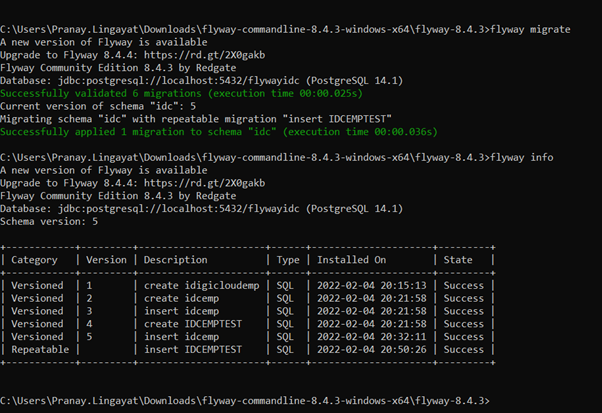 C:\Users\Pranay.Lingayat\Downloads\flyway-commandline-8.4.3-windows-x64\flyway-8.4.3>flyway migrate
A new version of Flyway is available
Upgrade to Flyway 8.4.4: https://rd.gt/2X0gakb
Flyway Community Edition 8.4.3 by Redgate
Database: jdbc:postgresql://localhost:5432/flywayidc (PostgreSQL 14.1)
Successfully validated 6 migrations (execution time 00:00.025s)
Current version of schema "idc": 5
Migrating schema "idc" with repeatable migration "insert IDCEMPTEST"
Successfully applied 1 migration to schema "idc" (execution time 00:00.036s)

C:\Users\Pranay.Lingayat\Downloads\flyway-commandline-8.4.3-windows-x64\flyway-8.4.3>flyway info
A new version of Flyway is available
Upgrade to Flyway 8.4.4: https://rd.gt/2X0gakb
Flyway Community Edition 8.4.3 by Redgate
Database: jdbc:postgresql://localhost:5432/flywayidc (PostgreSQL 14.1)
Schema version: 5

+------------+---------+---------------------+------+---------------------+---------+
| Category   | Version | Description         | Type | Installed On        | State   |
+------------+---------+---------------------+------+---------------------+---------+
| Versioned  | 1       | create idigicloudemp | SQL  | 2022-02-04 20:15:13 | Success |
| Versioned  | 2       | create idcemp       | SQL  | 2022-02-04 20:21:58 | Success |
| Versioned  | 3       | insert idcemp       | SQL  | 2022-02-04 20:21:58 | Success |
| Versioned  | 4       | create IDCEMPTEST   | SQL  | 2022-02-04 20:21:58 | Success |
| Versioned  | 5       | insert idcemp       | SQL  | 2022-02-04 20:32:11 | Success |
| Repeatable |         | insert IDCEMPTEST   | SQL  | 2022-02-04 20:50:26 | Success |
+------------+---------+---------------------+------+---------------------+---------+

C:\Users\Pranay.Lingayat\Downloads\flyway-commandline-8.4.3-windows-x64\flyway-8.4.3>